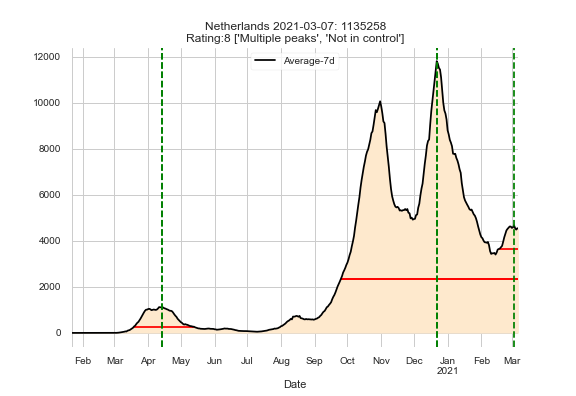 Netherlands 2021-03-07: 1135258
Rating:8 ['Multiple peaks', 'Not in control']
Average-7d
12000
10000
8000
6000
4000
2000
0
Feb Mar Apr May Jun Jul Aug Sep Oct Nov Dec Jan Feb Mar
2021
Date